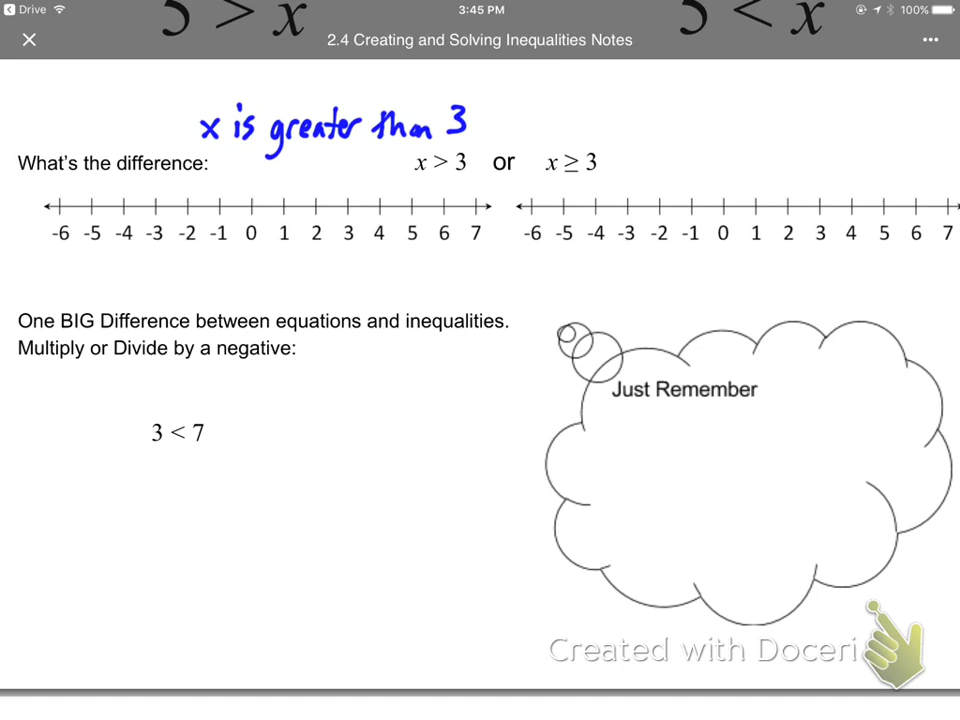 Drive 3:45 PM 100%
5 > x 5 < x
2.4 Creating and Solving Inequalities Notes
x is greater than 3
What's the difference: x > 3 or x ≥ 3
-6 -5 -4 -3 -2 -1 0 1 2 3 4 5 6 7 -6 -5 -4 -3 -2 -1 0 1 2 3 4 5 6 7
One BIG Difference between equations and inequalities.
Multiply or Divide by a negative:
Just Remember
3 < 7
Created with Doceri